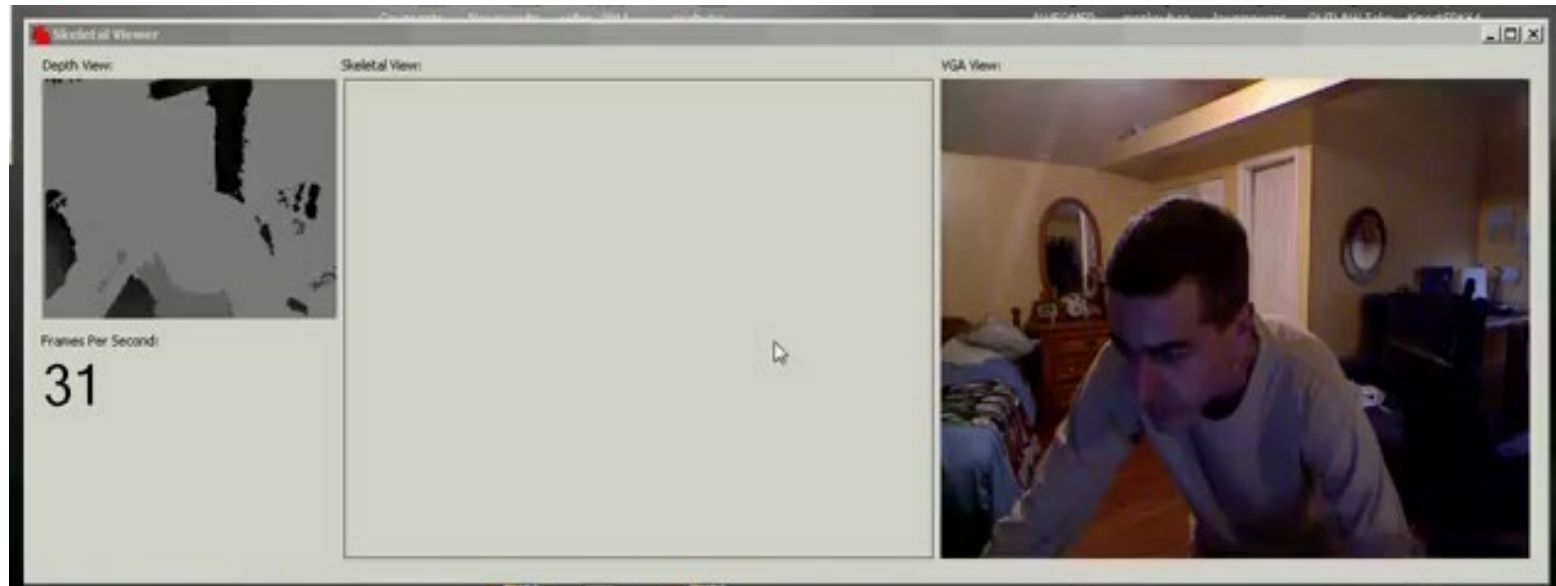 Skeletal Viewer
Depth View:
Skeletal View:
VGA View:
Frames Per Second:
31